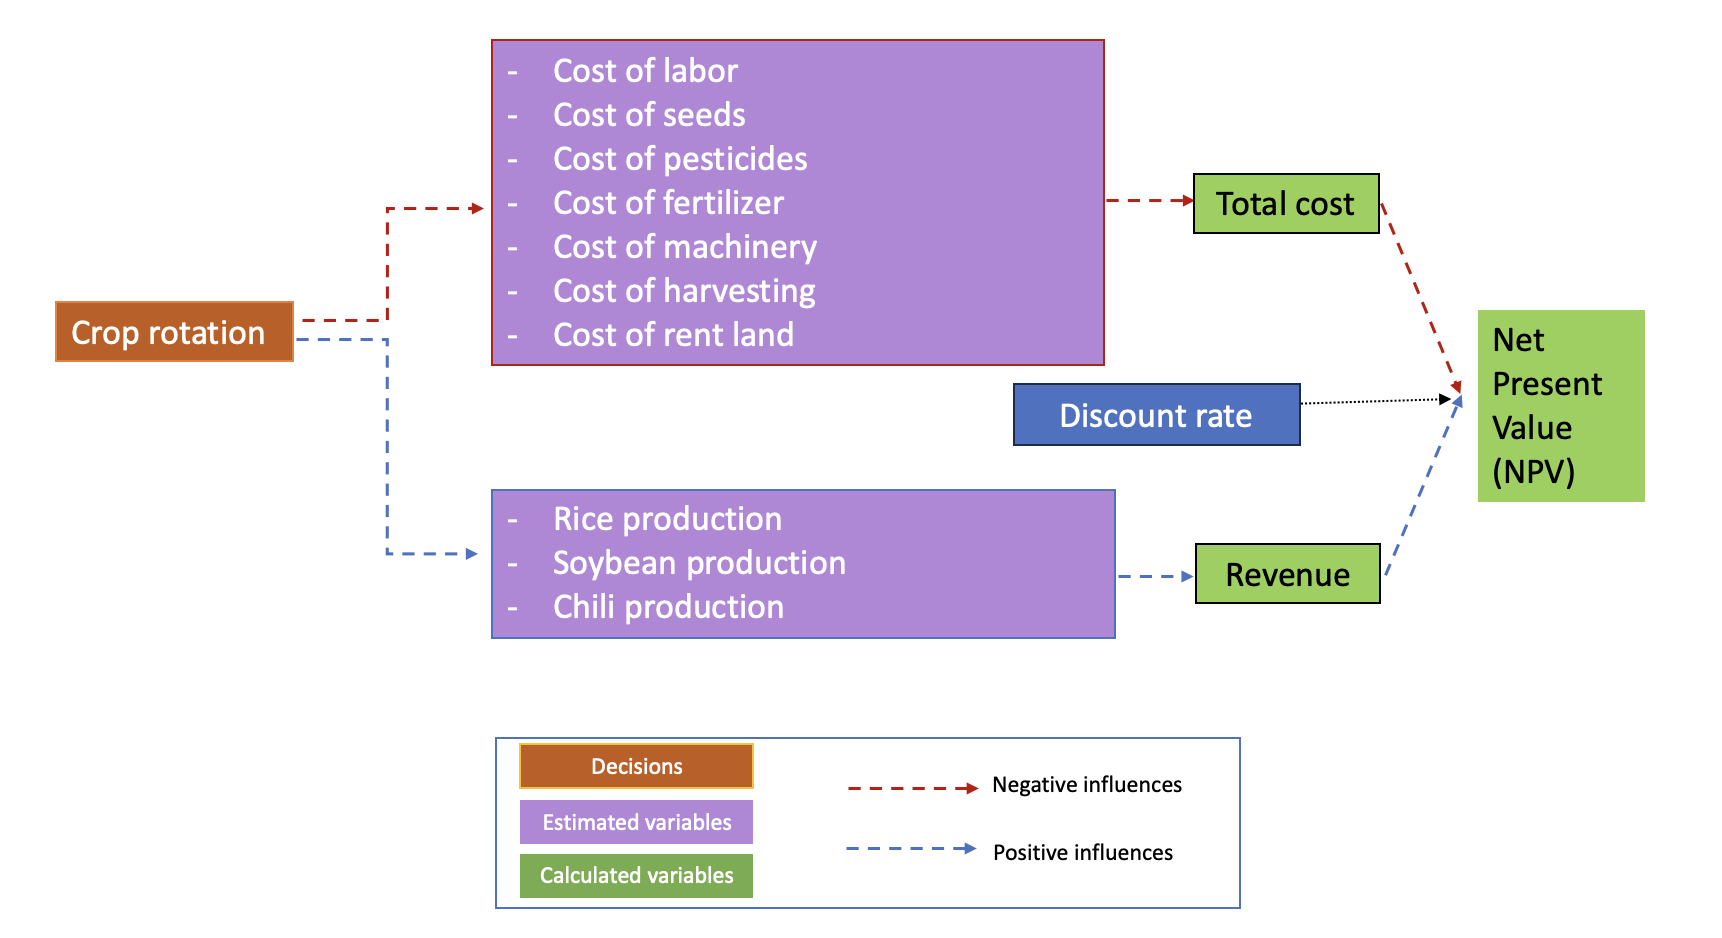 - Cost of labor
- Cost of seeds
- Cost of pesticides
- Cost of fertilizer
- Cost of machinery
- Cost of harvesting
- Cost of rent land
Total cost
Crop rotation
Net
Present
Value
(NPV)
Discount rate
- Rice production
- Soybean production
- Chili production
Revenue
Decisions
Estimated variables
Calculated variables
Negative influences
Positive influences